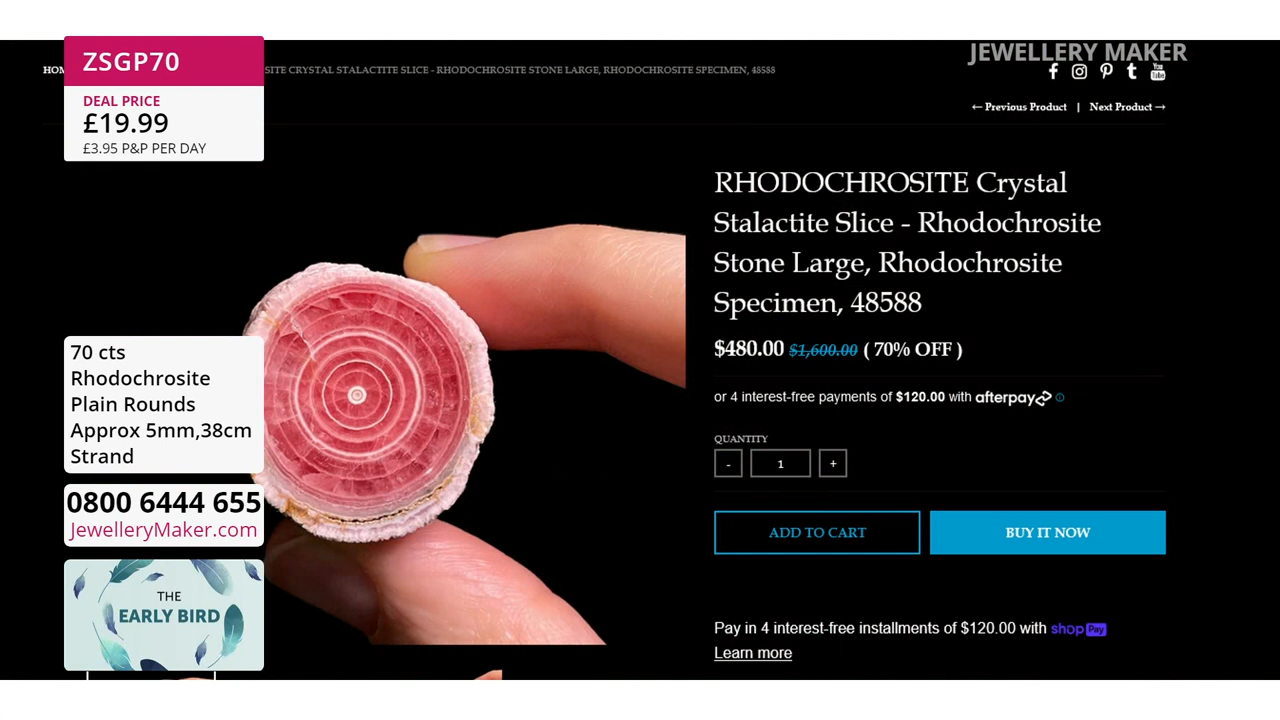 ZSGP70
DEAL PRICE
£19.99
£3.95 P&P PER DAY
SITE CRYSTAL STALACTITE SLICE - RHODOCHROSITE STONE LARGE, RHODOCHROSITE SPECIMEN, 48588
JEWELLERY MAKER
You
Tube
← Previous Product | Next Product →
RHODOCHROSITE Crystal
Stalactite Slice - Rhodochrosite
Stone Large, Rhodochrosite
Specimen, 48588
$480.00 $1,600.00 ( 70% OFF )
or 4 interest-free payments of $120.00 with afterpay
QUANTITY
- 1 +
ADD TO CART
BUY IT NOW
Pay in 4 interest-free installments of $120.00 with shop Pay
Learn more
70 cts
Rhodochrosite
Plain Rounds
Approx 5mm,38cm
Strand
0800 6444 655
JewelleryMaker.com
THE
EARLY BIRD